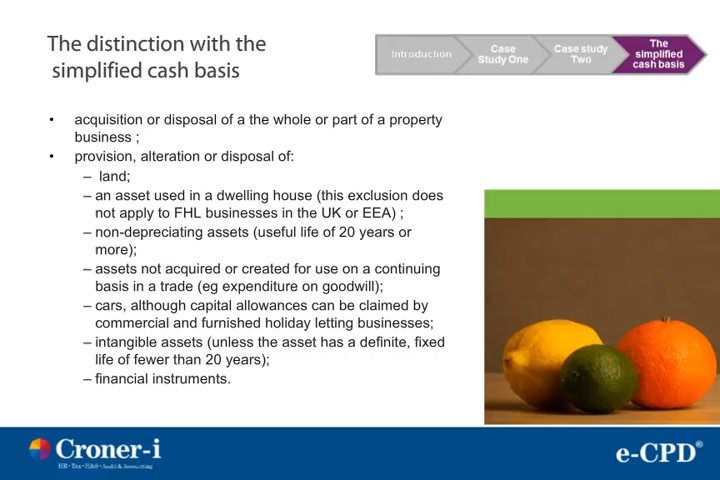 The distinction with the
simplified cash basis
Introduction
Case
Study One
Case study
Two
The
simplified
cash basis
• acquisition or disposal of a the whole or part of a property
business ;
• provision, alteration or disposal of:
– land;
– an asset used in a dwelling house (this exclusion does
not apply to FHL businesses in the UK or EEA) ;
– non-depreciating assets (useful life of 20 years or
more);
– assets not acquired or created for use on a continuing
basis in a trade (eg expenditure on goodwill);
– cars, although capital allowances can be claimed by
commercial and furnished holiday letting businesses;
– intangible assets (unless the asset has a definite, fixed
life of fewer than 20 years);
– financial instruments.
Croner-i
HR • Tax • H&S • Audit & Accounting
e-CPD®